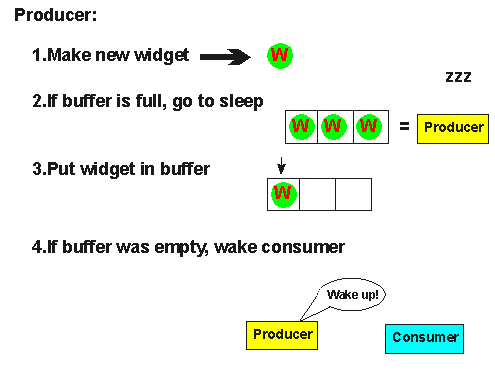 Producer:
1.Make new widget
W
zzz
2.If buffer is full, go to sleep
W W W = Producer
3.Put widget in buffer
W
4.If buffer was empty, wake consumer
Wake up!
Producer
Consumer